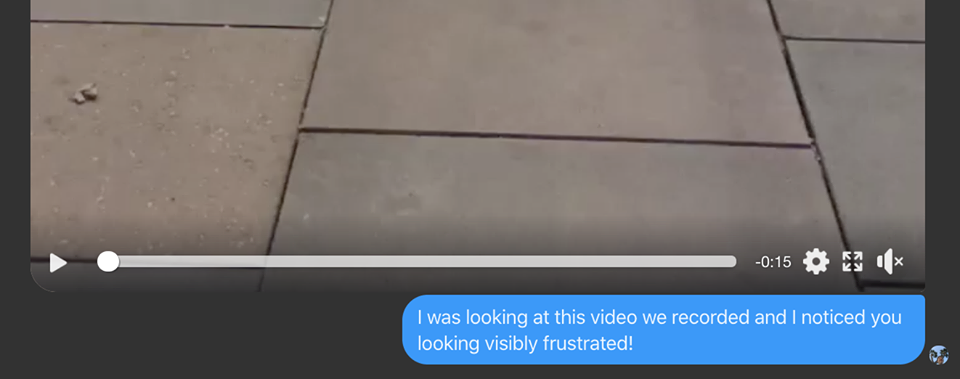 -0:15
I was looking at this video we recorded and I noticed you
looking visibly frustrated!